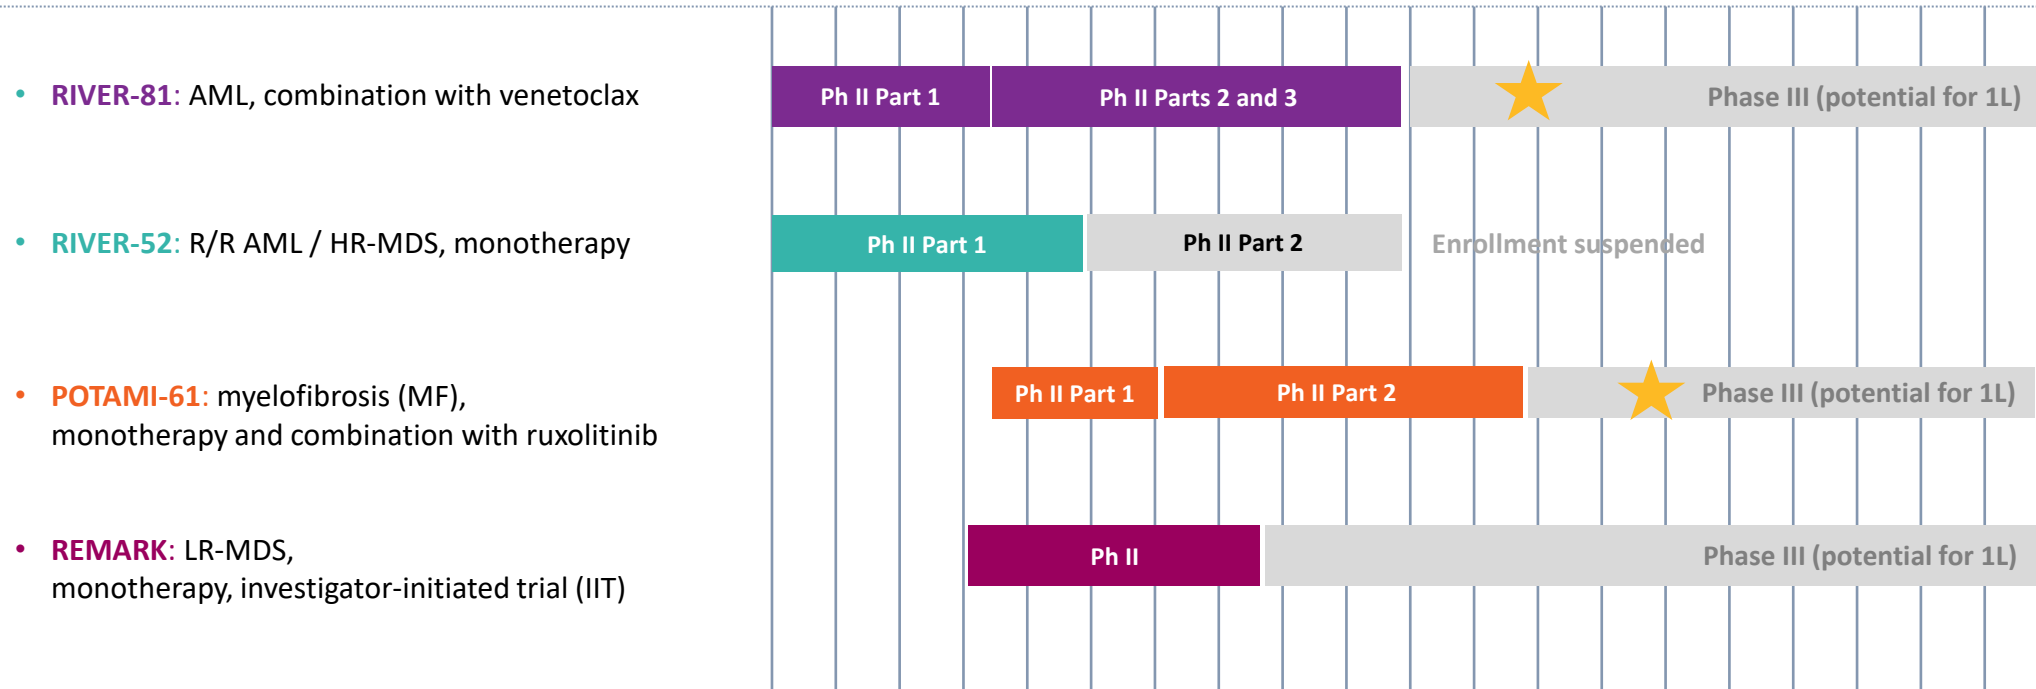 • RIVER-81: AML, combination with venetoclax
Ph II Part 1
Ph II Parts 2 and 3
Phase III (potential for 1L)
• RIVER-52: R/R AML / HR-MDS, monotherapy
Ph II Part 1
Ph II Part 2
Enrollment suspended
• POTAMI-61: myelofibrosis (MF),
monotherapy and combination with ruxolitinib
Ph II Part 1
Ph II Part 2
Phase III (potential for 1L)
• REMARK: LR-MDS,
monotherapy, investigator-initiated trial (IIT)
Ph II
Phase III (potential for 1L)